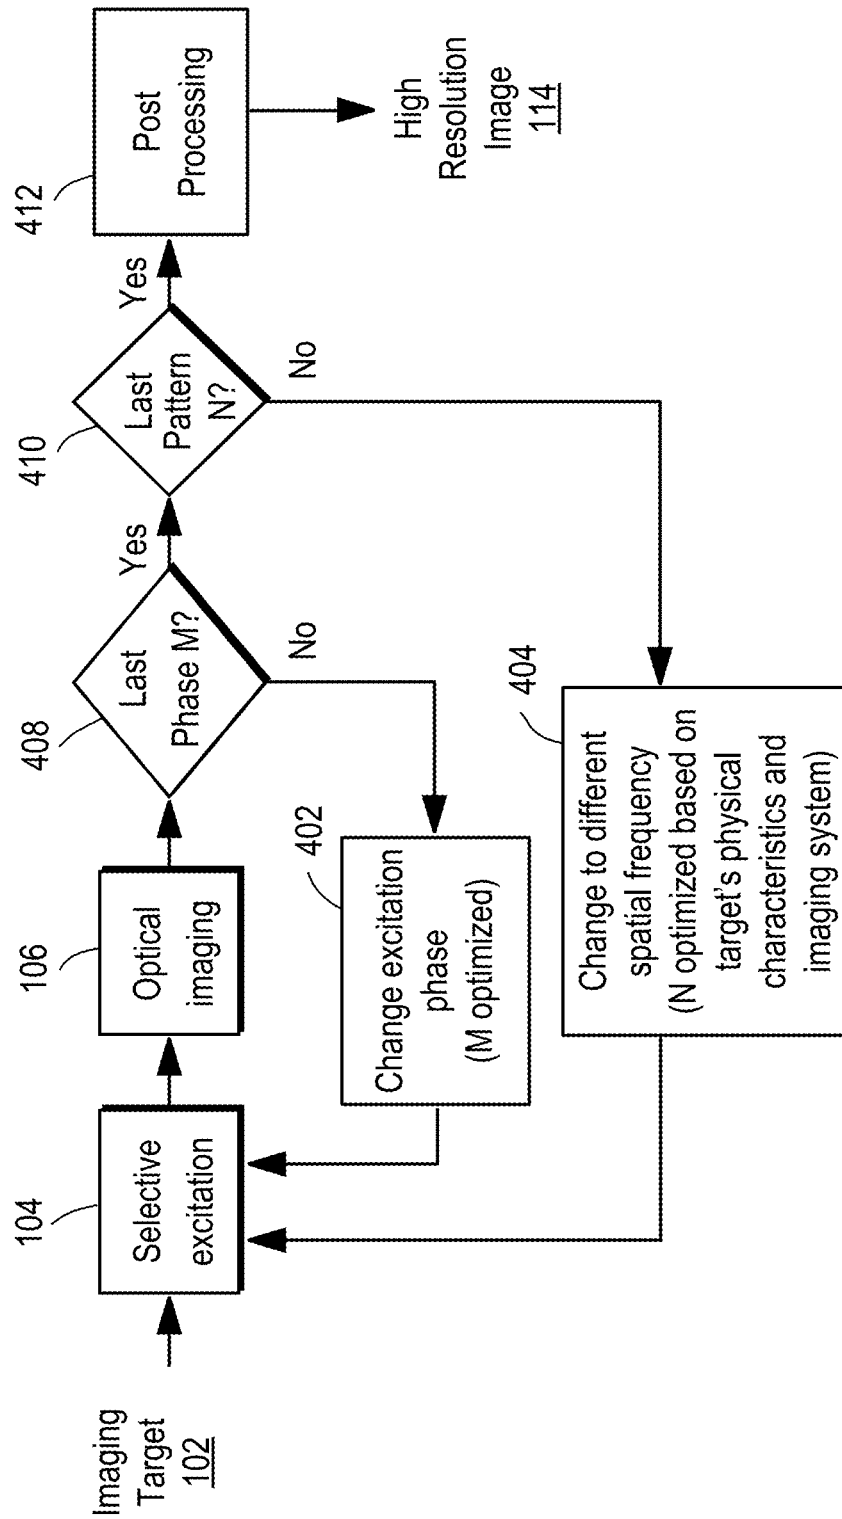 Imaging
Target
102
104
Selective
excitation
106
Optical
imaging
408
Last
Phase M?
Yes
No
410
Last
Pattern
N?
Yes
No
412
Post
Processing
High
Resolution
Image
114
402
Change excitation
phase
(M optimized)
404
Change to different
spatial frequency
(N optimized based on
target's physical
characteristics and
imaging system)